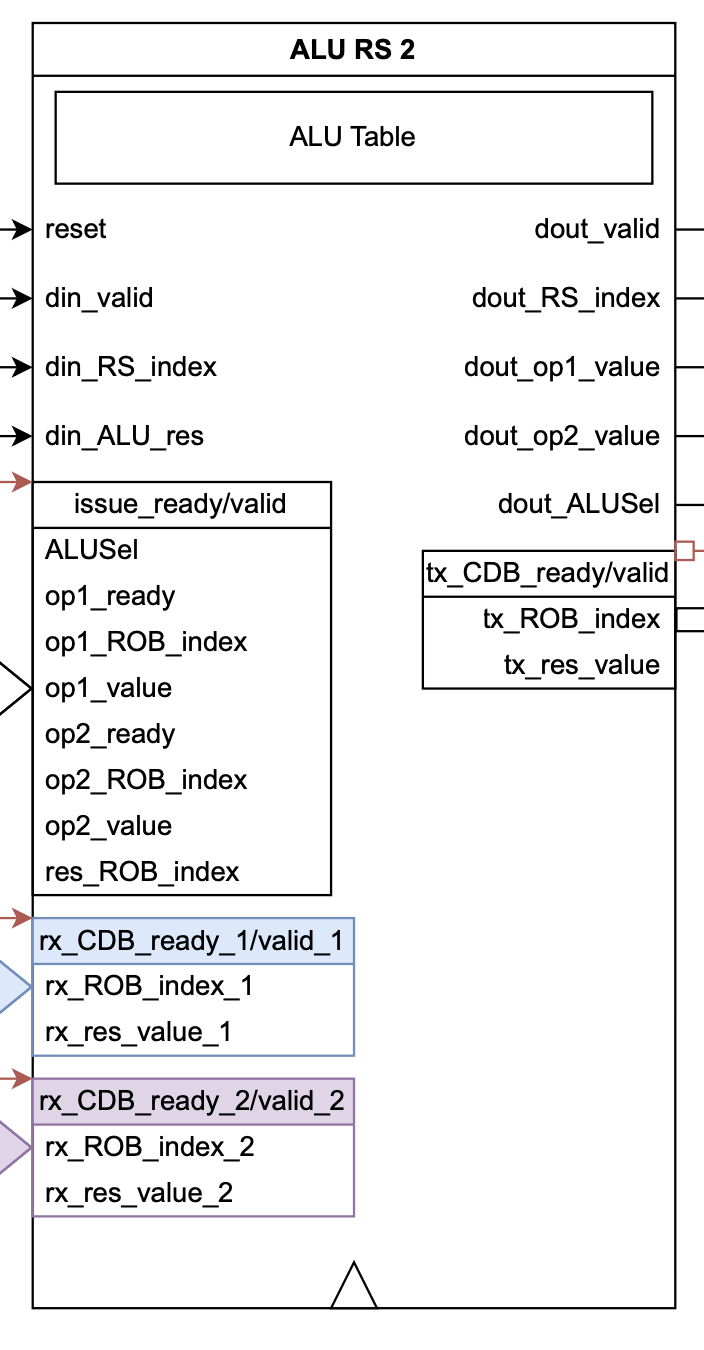 ALU RS 2
ALU Table
reset
din_valid
din_RS_index
din_ALU_res
issue_ready/valid
ALUSel
op1_ready
op1_ROB_index
op1_value
op2_ready
op2_ROB_index
op2_value
res_ROB_index
rx_CDB_ready_1/valid_1
rx_ROB_index_1
rx_res_value_1
rx_CDB_ready_2/valid_2
rx_ROB_index_2
rx_res_value_2
dout_valid
dout_RS_index
dout_op1_value
dout_op2_value
dout_ALUSel
tx_CDB_ready/valid
tx_ROB_index
tx_res_value